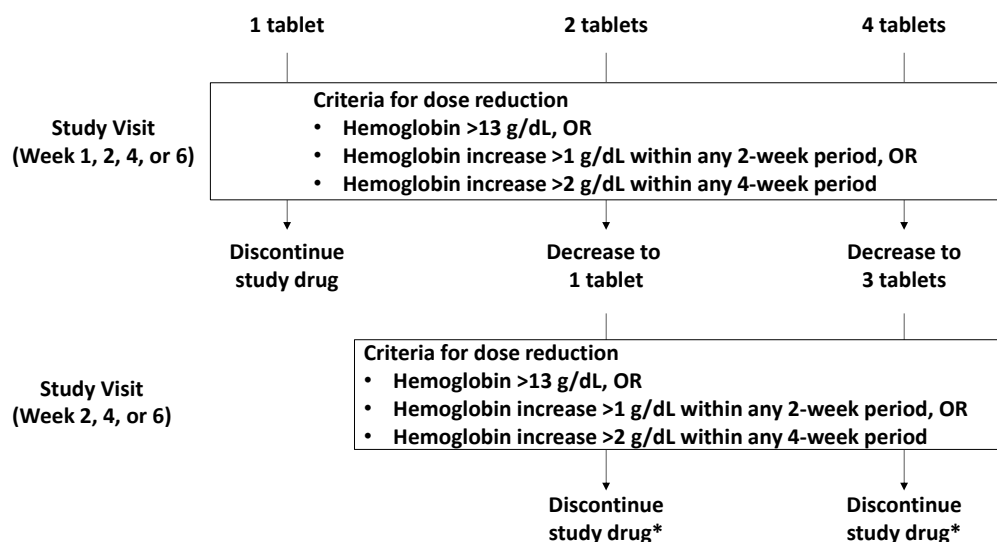 1 tablet
2 tablets
4 tablets
Study Visit
(Week 1, 2, 4, or 6)
Criteria for dose reduction
• Hemoglobin >13 g/dL, OR
• Hemoglobin increase >1 g/dL within any 2-week period, OR
• Hemoglobin increase >2 g/dL within any 4-week period
Discontinue
study drug
Decrease to
1 tablet
Decrease to
3 tablets
Study Visit
(Week 2, 4, or 6)
Criteria for dose reduction
• Hemoglobin >13 g/dL, OR
• Hemoglobin increase >1 g/dL within any 2-week period, OR
• Hemoglobin increase >2 g/dL within any 4-week period
Discontinue
study drug*
Discontinue
study drug*